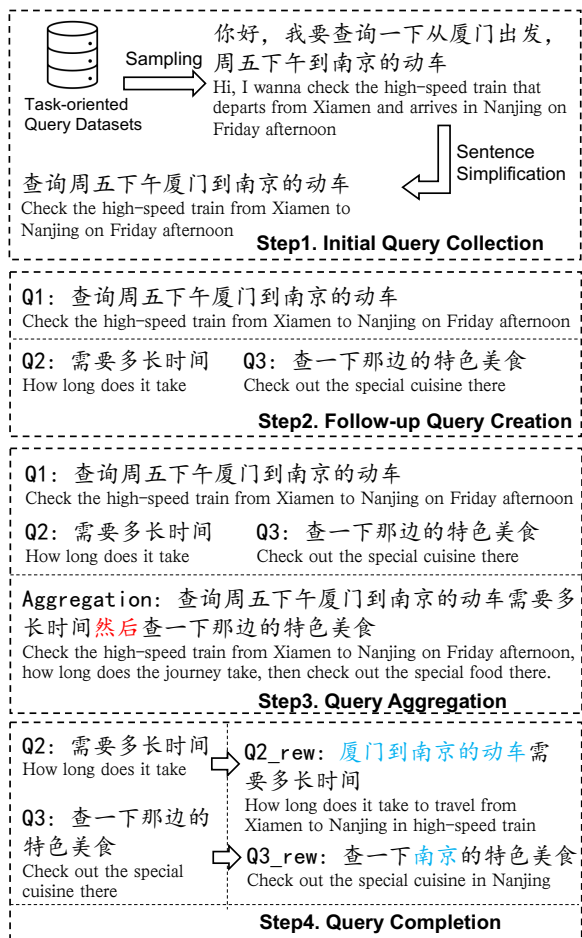 Task-oriented
Query Datasets
Sampling
你好，我要查询一下从厦门出发，
周五下午到南京的动车
Hi, I wanna check the high-speed train that
departs from Xiamen and arrives in Nanjing on
Friday afternoon
Sentence
Simplification
查询周五下午厦门到南京的动车
Check the high-speed train from Xiamen to
Nanjing on Friday afternoon
Step1. Initial Query Collection
Q1: 查询周五下午厦门到南京的动车
Check the high-speed train from Xiamen to Nanjing on Friday afternoon
Q2: 需要多长时间
How long does it take
Q3: 查一下那边的特色美食
Check out the special cuisine there
Step2. Follow-up Query Creation
Q1: 查询周五下午厦门到南京的动车
Check the high-speed train from Xiamen to Nanjing on Friday afternoon
Q2: 需要多长时间
How long does it take
Q3: 查一下那边的特色美食
Check out the special cuisine there
Aggregation: 查询周五下午厦门到南京的动车需要多
长时间然后查一下那边的特色美食
Check the high-speed train from Xiamen to Nanjing on Friday afternoon,
how long does the journey take, then check out the special food there.
Step3. Query Aggregation
Q2: 需要多长时间
How long does it take
Q2_rew: 厦门到南京的动车需
要多长时间
How long does it take to travel from
Xiamen to Nanjing in high-speed train
Q3: 查一下那边的
特色美食
Check out the special
cuisine there
Q3_rew: 查一下南京的特色美食
Check out the special cuisine in Nanjing
Step4. Query Completion